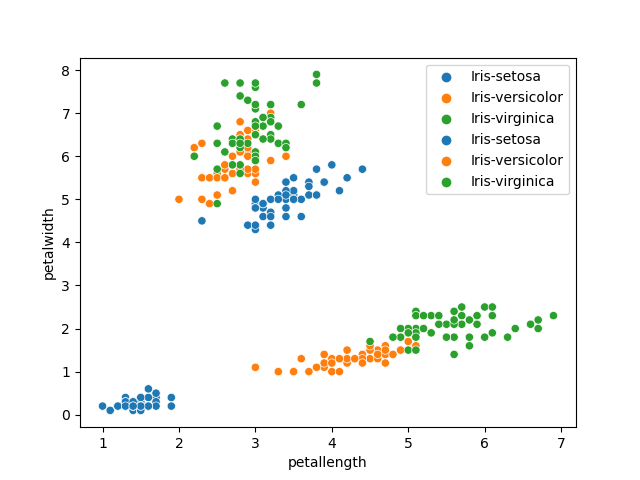 Iris-setosa
Iris-versicolor
Iris-virginica
Iris-setosa
Iris-versicolor
Iris-virginica
8
7
6
5
4
3
2
1
0
petalwidth
1 2 3 4 5 6 7
petallength